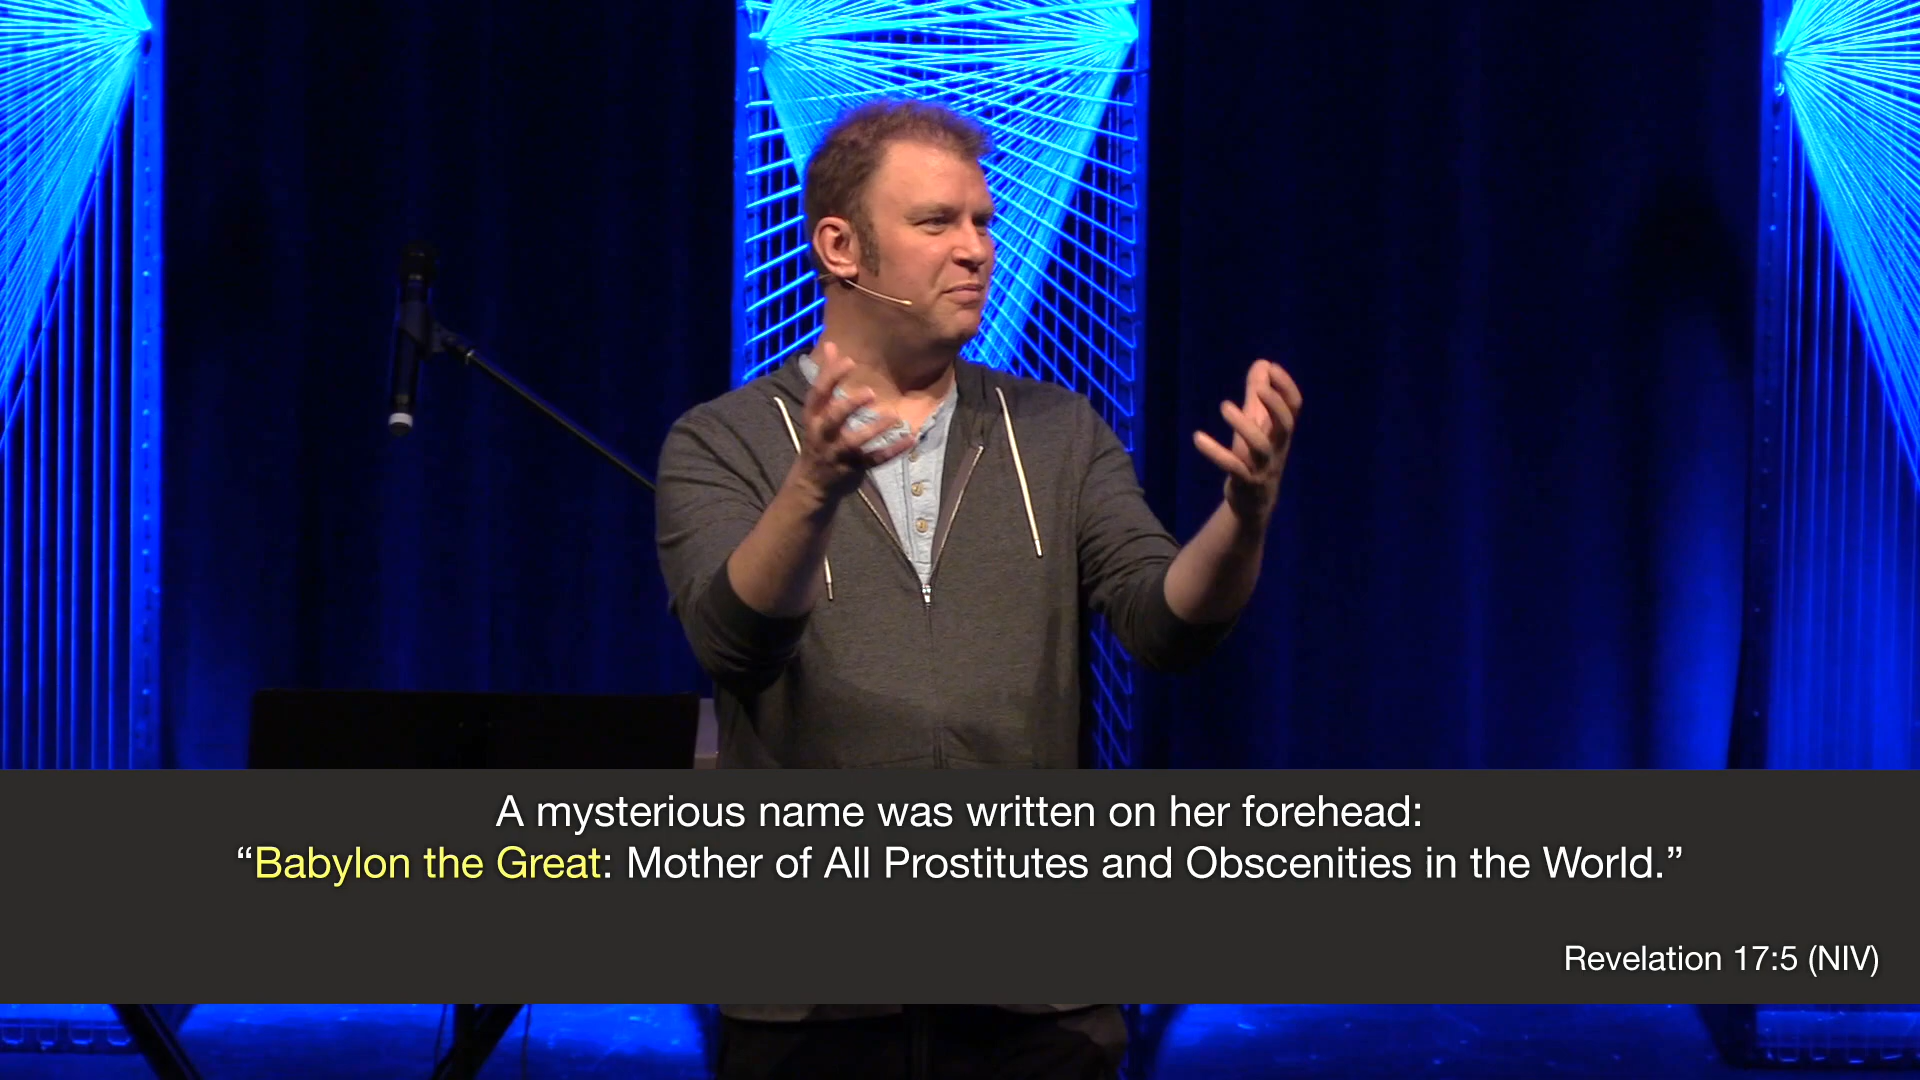 A mysterious name was written on her forehead:
“Babylon the Great: Mother of All Prostitutes and Obscenities in the World.”
Revelation 17:5 (NIV)